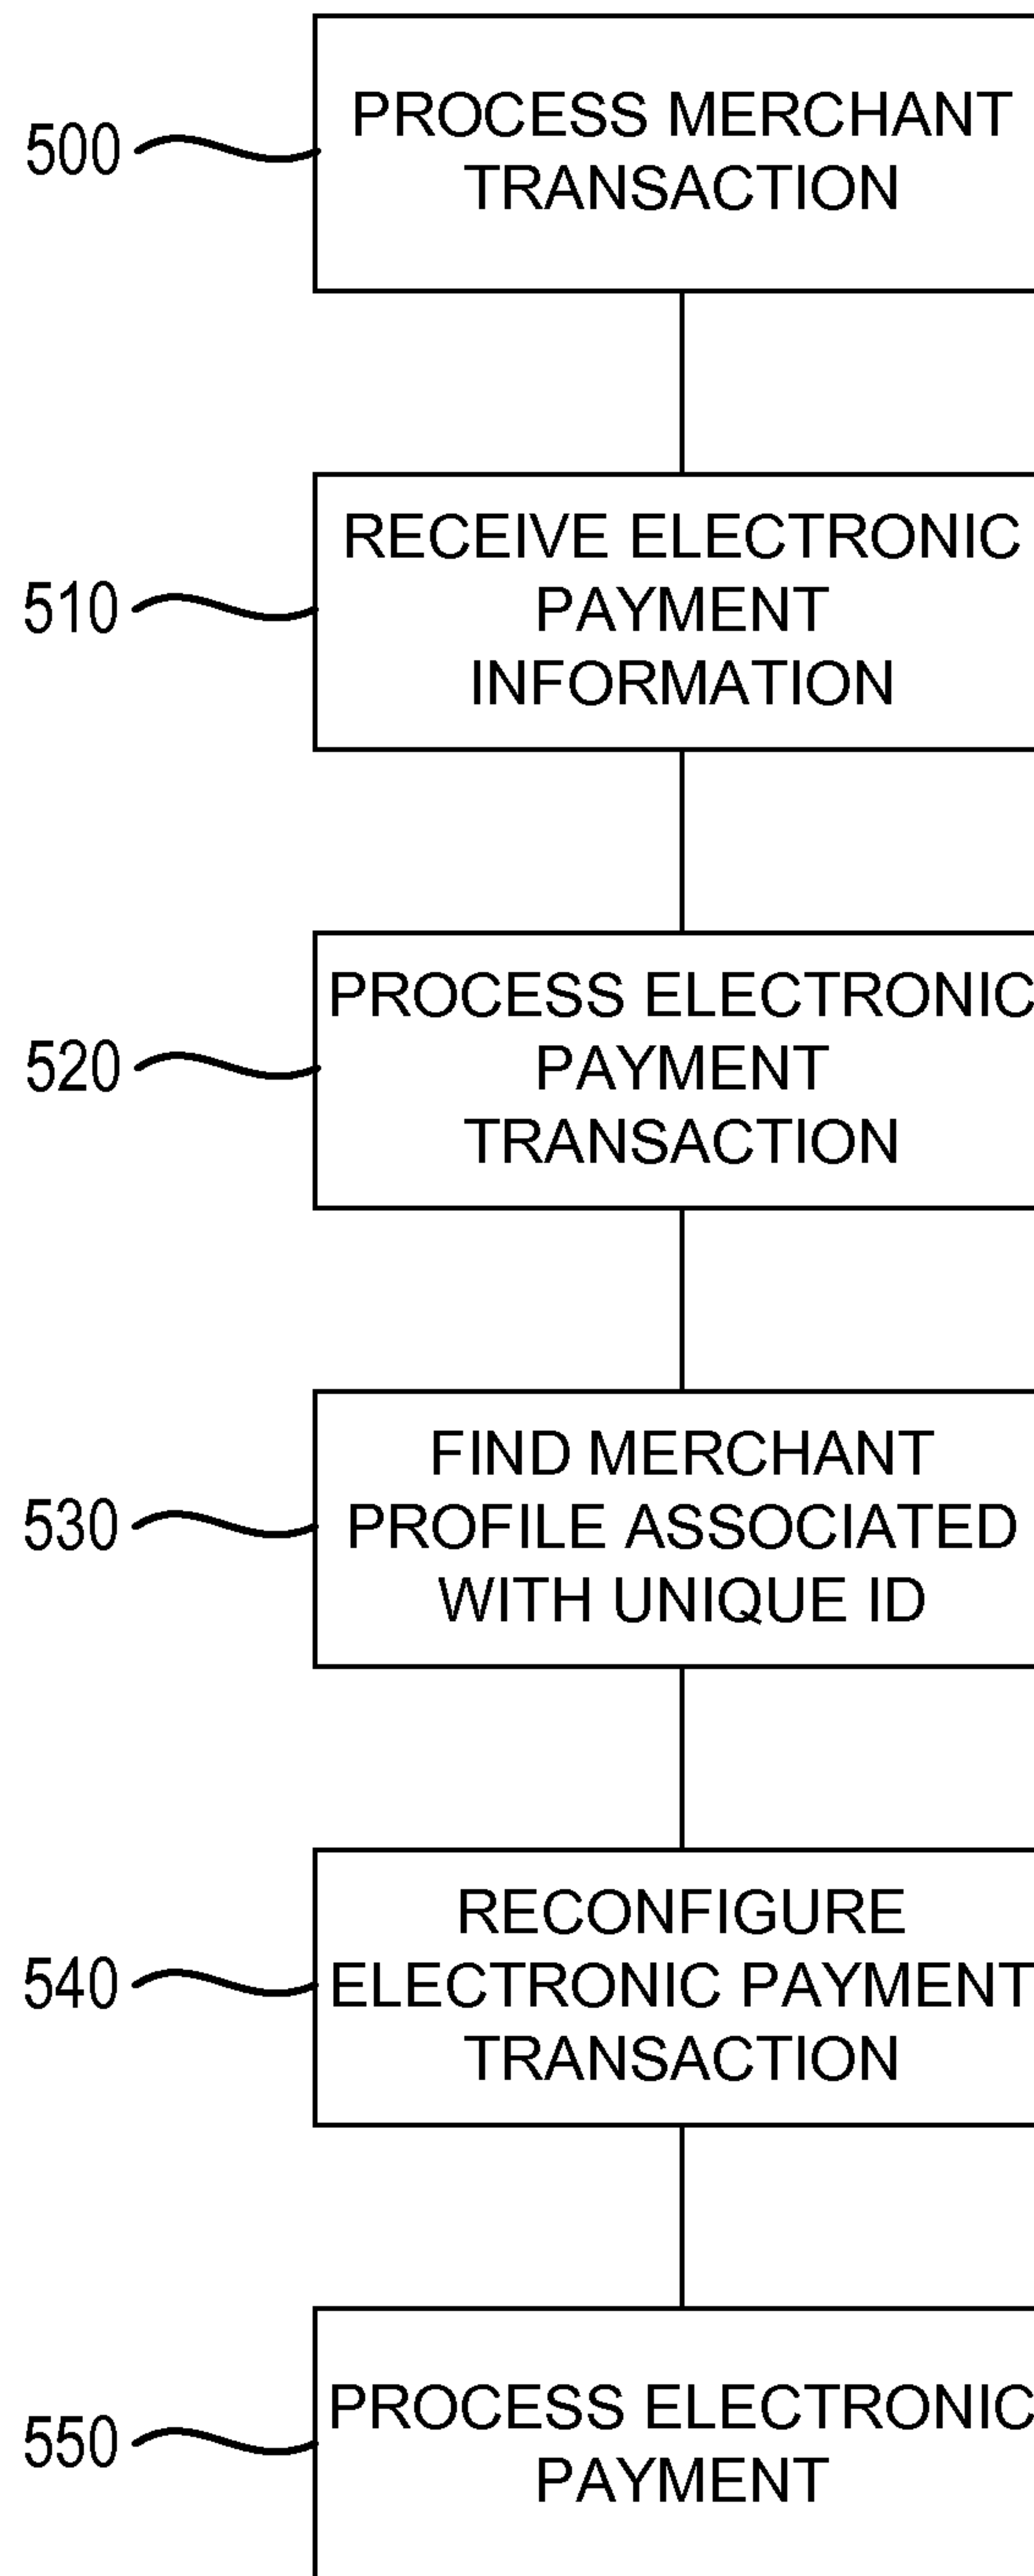 500
PROCESS MERCHANT
TRANSACTION
510
RECEIVE ELECTRONIC
PAYMENT
INFORMATION
520
PROCESS ELECTRONIC
PAYMENT
TRANSACTION
530
FIND MERCHANT
PROFILE ASSOCIATED
WITH UNIQUE ID
540
RECONFIGURE
ELECTRONIC PAYMENT
TRANSACTION
550
PROCESS ELECTRONIC
PAYMENT